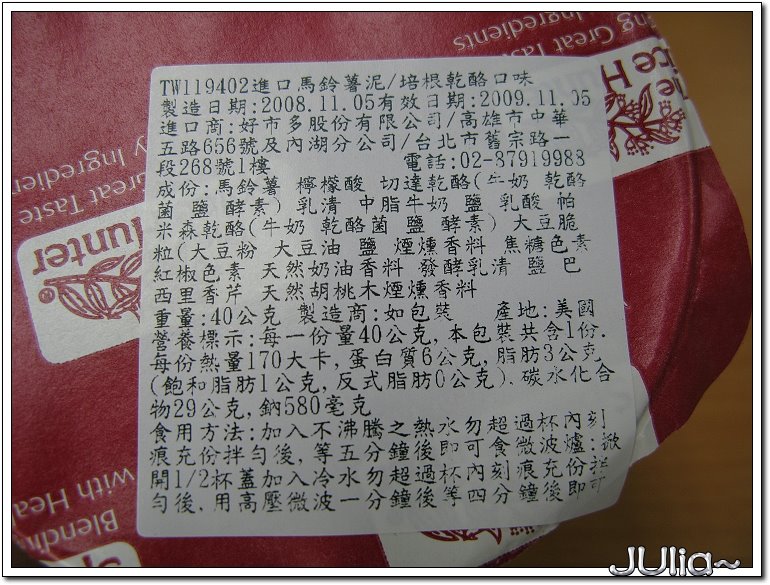 TW119402進口馬鈴薯泥/培根乾酪口味
製造日期:2008.11.05有效日期:2009.11.05
進口商:好市多股份有限公司/高雄市中華
五路656號及內湖分公司/台北市舊宗路一
段268號1樓 電話:02-87919988
成份:馬鈴薯 檸檬酸 切達乾酪(牛奶 乾酪
菌 鹽 酵素) 乳清 中脂牛奶 鹽 乳酸 帕
米森乾酪(牛奶 乾酪菌 鹽 酵素) 大豆脆
粒(大豆粉 大豆油 鹽 煙燻香料 焦糖色素
紅椒色素 天然奶油香料 發酵乳清 鹽 巴
西里香芹 天然胡桃木煙燻香料
重量:40公克 製造商:如包裝 產地:美國
營養標示:每一份量40公克,本包裝共含1份.
每份熱量170大卡,蛋白質6公克,脂肪3公克
(飽和脂肪1公克,反式脂肪0公克).碳水化合
物29公克,鈉580毫克
食用方法:加入不沸騰之熱水勿超過杯內刻
痕充份拌勻後,等五分鐘後即可食微波爐:掀
開1/2杯蓋加入冷水勿超過杯內刻痕充份拌
勻後,用高壓微波一分鐘後等四分鐘後即可
ing Great Taste
y Ingredients
The
ite H
Great Taste
y Ingredien
Hunter
®
Blendin
with Hea
JUlia~